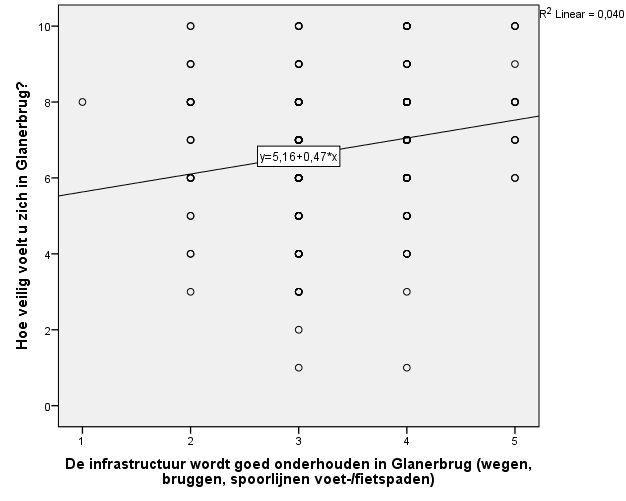 R² Linear = 0,040
Hoe veilig voelt u zich in Glanerbrug?
10
8
6
4
2
0
y=5,16+0,47*x
1 2 3 4 5
De infrastructuur wordt goed onderhouden in Glanerbrug (wegen,
bruggen, spoorlijnen voet-/fietspaden)